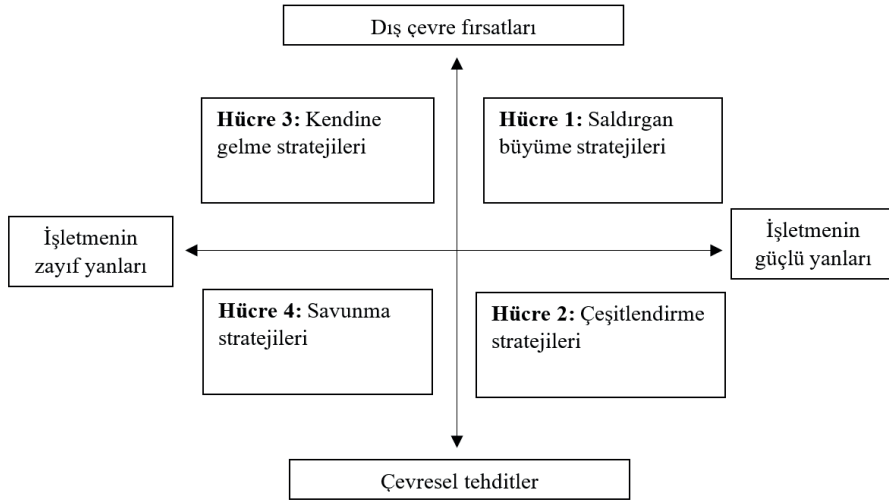 Dış çevre fırsatları
Hücre 3: Kendine
gelme stratejileri
Hücre 1: Saldırgan
büyüme stratejileri
İşletmenin
zayıf yanları
İşletmenin
güçlü yanları
Hücre 4: Savunma
stratejileri
Hücre 2: Çeşitlendirme
stratejileri
Çevresel tehditler